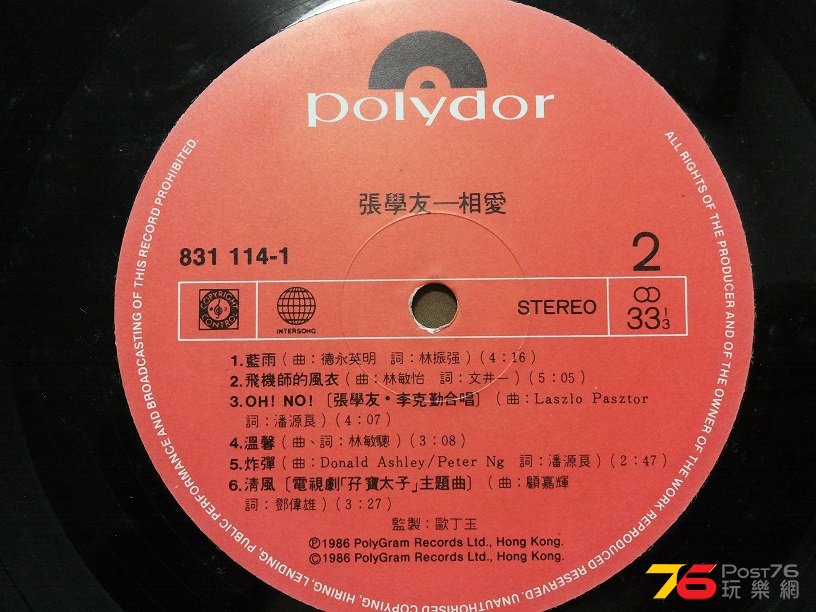 polydor
張學友—相愛
831 114-1
2
COPYRIGHT CONTROL
INTERSONG
STEREO
33 1/3
1.藍雨(曲:德永英明 詞:林振强)(4:16)
2.飛機師的風衣(曲:林敏怡 詞:文井一)(5:05)
3.OH! NO!〔張學友•李克勤合唱〕(曲:Laszlo Pasztor
詞:潘源良)(4:07)
4.溫馨(曲、詞:林敏驄)(3:08)
5.炸彈(曲:Donald Ashley/Peter Ng 詞:潘源良)(2:47)
6.清風〔電視劇「孖寶太子」主題曲〕(曲:顧嘉煇
詞:鄧偉雄)(3:27)
監製:歐丁玉
Ⓟ1986 PolyGram Records Ltd., Hong Kong.
©1986 PolyGram Records Ltd., Hong Kong.
ALL RIGHTS OF THE PRODUCER AND OF THE OWNER OF THE WORK REPRODUCED RESERVED. UNAUTHORISED COPYING, HIRING, LENDING, PUBLIC PERFORMANCE AND BROADCASTING OF THIS RECORD PROHIBITED.
76 POST76
玩樂網